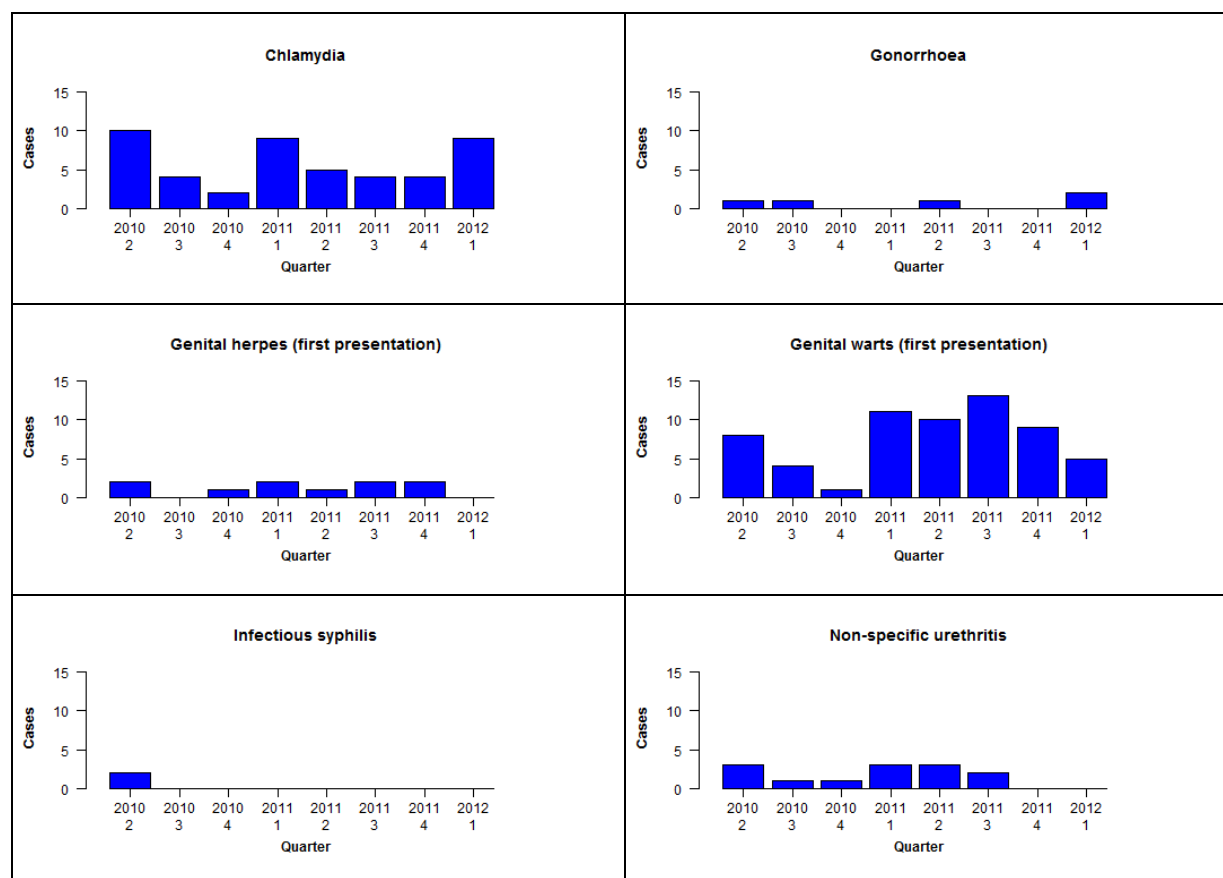 Chlamydia
15
10
5
0
Cases
2010 2010 2010 2011 2011 2011 2011 2012
2 3 4 1 2 3 4 1
Quarter
Gonorrhoea
15
10
5
0
Cases
2010 2010 2010 2011 2011 2011 2011 2012
2 3 4 1 2 3 4 1
Quarter
Genital herpes (first presentation)
15
10
5
0
Cases
2010 2010 2010 2011 2011 2011 2011 2012
2 3 4 1 2 3 4 1
Quarter
Genital warts (first presentation)
15
10
5
0
Cases
2010 2010 2010 2011 2011 2011 2011 2012
2 3 4 1 2 3 4 1
Quarter
Infectious syphilis
15
10
5
0
Cases
2010 2010 2010 2011 2011 2011 2011 2012
2 3 4 1 2 3 4 1
Quarter
Non-specific urethritis
15
10
5
0
Cases
2010 2010 2010 2011 2011 2011 2011 2012
2 3 4 1 2 3 4 1
Quarter